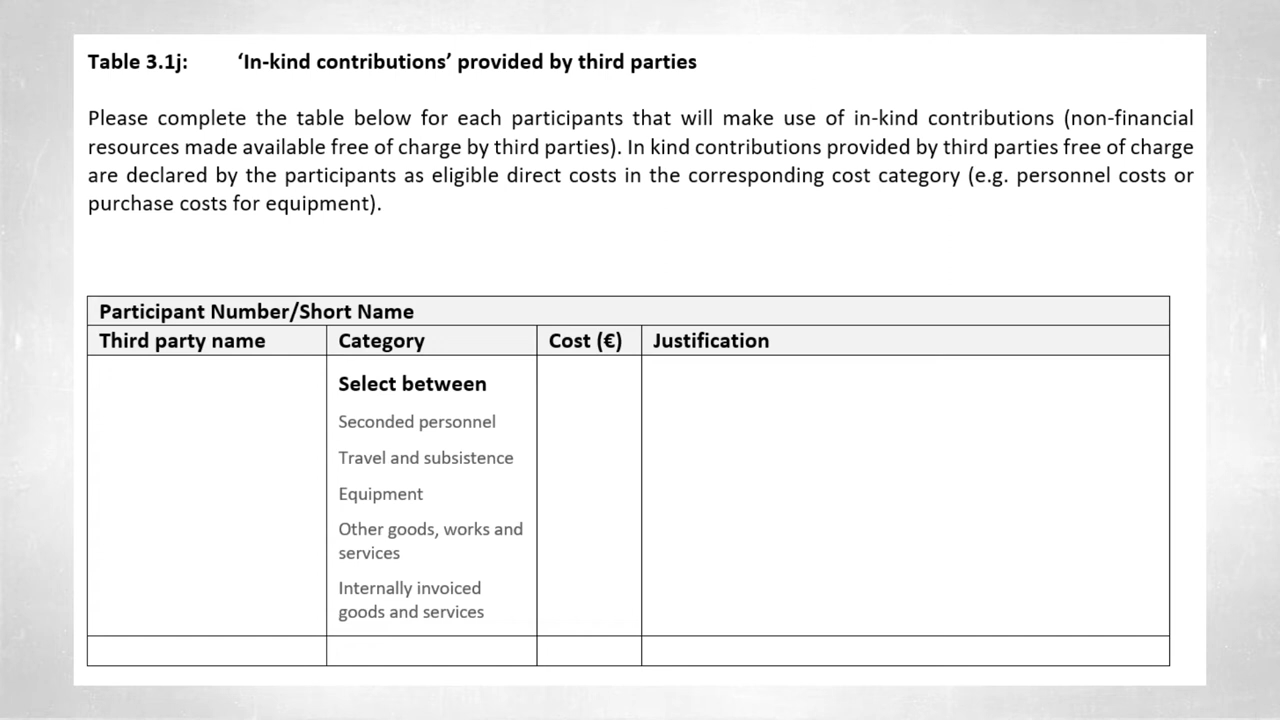 Table 3.1j: ‘In-kind contributions’ provided by third parties
Please complete the table below for each participants that will make use of in-kind contributions (non-financial
resources made available free of charge by third parties). In kind contributions provided by third parties free of charge
are declared by the participants as eligible direct costs in the corresponding cost category (e.g. personnel costs or
purchase costs for equipment).
Participant Number/Short Name
Third party name Category Cost (€) Justification
Select between
Seconded personnel
Travel and subsistence
Equipment
Other goods, works and
services
Internally invoiced
goods and services